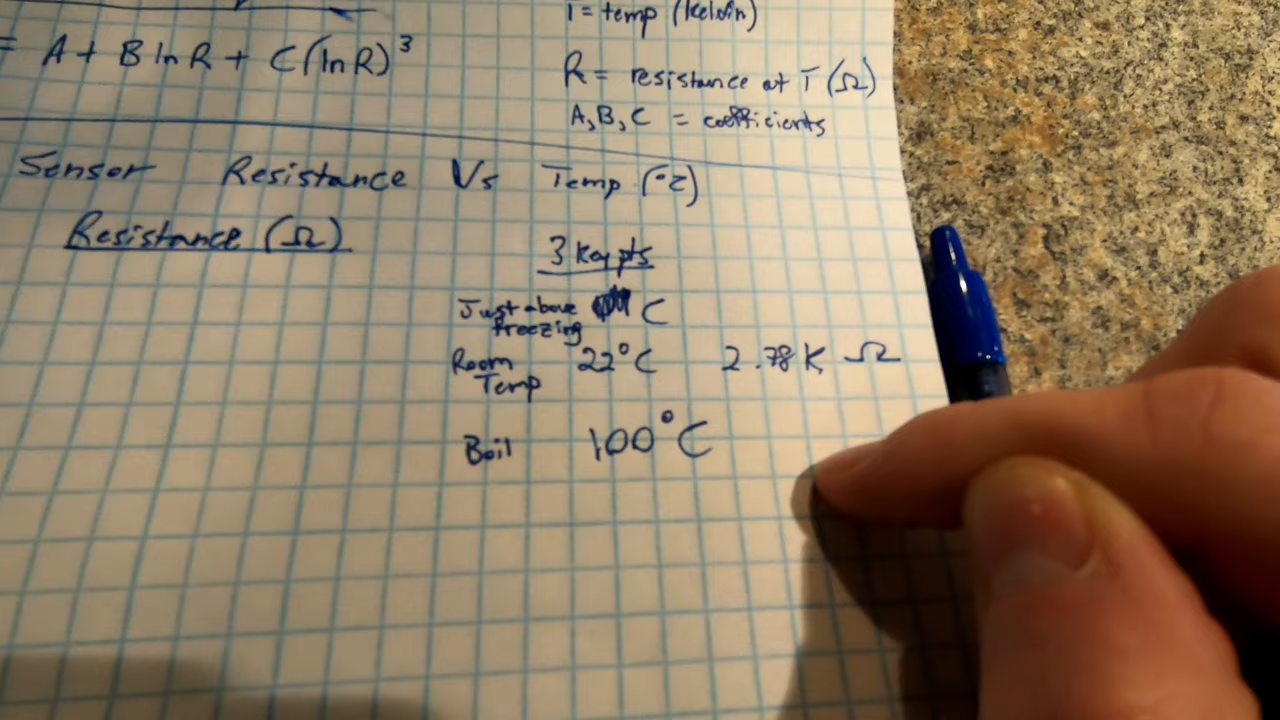 T = temp (Kelvin)
= A + B ln R + C (ln R)³
R = resistance at T (Ω)
A, B, C = coefficients
Sensor Resistance Vs Temp (°C)
Resistance (Ω)
3 Key pts
Just above freezing C
Room Temp 22°C 2.78 K Ω
Boil 100°C